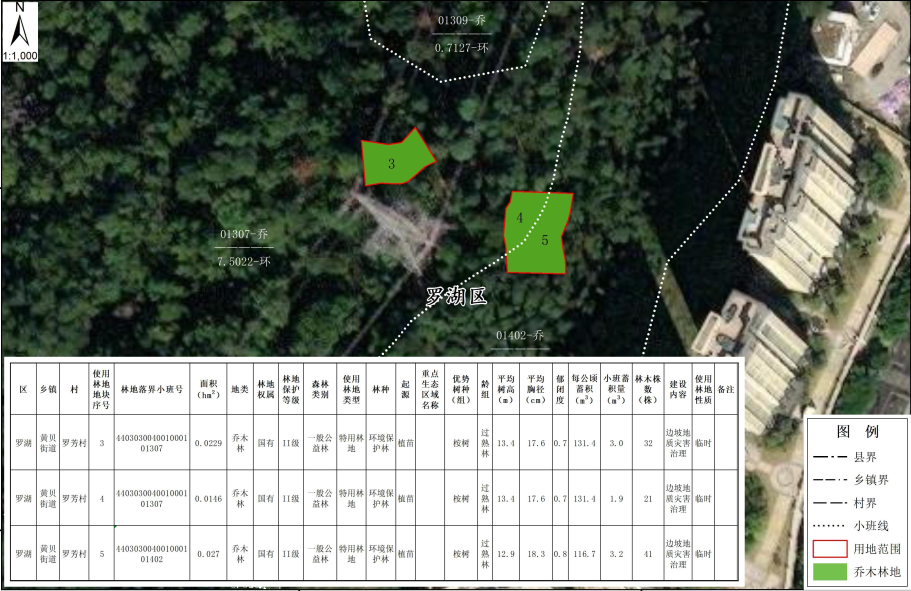 N
1:1,000
01309-乔
0.7127-环
3
4
5
01307-乔
7.5022-环
罗湖区
01402-乔
区 乡镇 村 使用林地地块序号 林地落界小班号 面积（hm²） 地类 林地权属 林地保护等级 森林类别 使用林地类型 林种 起源 重点生态区域名称 优势树种（组） 龄组 平均树高（m） 平均胸径（cm） 郁闭度 每公顷蓄积（m³） 小班蓄积量（m³） 林木株数（株） 建设内容 使用林地性质 备注
罗湖 黄贝街道 罗芳村 3 440303004001000101307 0.0229 乔木林 国有 II级 一般公益林 特用林地 环境保护林 植苗 桉树 过熟林 13.4 17.6 0.7 131.4 3.0 32 边坡地质灾害治理 临时
罗湖 黄贝街道 罗芳村 4 440303004001000101307 0.0146 乔木林 国有 II级 一般公益林 特用林地 环境保护林 植苗 桉树 过熟林 13.4 17.6 0.7 131.4 1.9 21 边坡地质灾害治理 临时
罗湖 黄贝街道 罗芳村 5 440303004001000101402 0.027 乔木林 国有 II级 一般公益林 特用林地 环境保护林 植苗 桉树 过熟林 12.9 18.3 0.8 116.7 3.2 41 边坡地质灾害治理 临时
图 例
县界
乡镇界
村界
小班线
用地范围
乔木林地